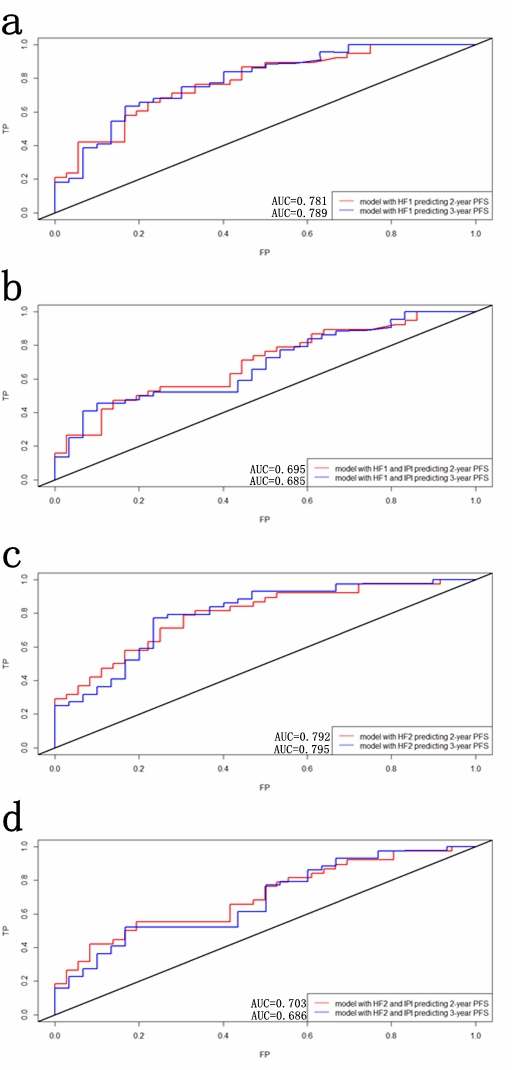 a
TP
0.0 0.2 0.4 0.6 0.8 1.0
AUC=0.781 model with HF1 predicting 2-year PFS
AUC=0.789 model with HF1 predicting 3-year PFS
0.0 0.2 0.4 0.6 0.8 1.0
FP
b
TP
0.0 0.2 0.4 0.6 0.8 1.0
AUC=0.695 model with HF1 and IPI predicting 2-year PFS
AUC=0.685 model with HF1 and IPI predicting 3-year PFS
0.0 0.2 0.4 0.6 0.8 1.0
FP
c
TP
0.0 0.2 0.4 0.6 0.8 1.0
AUC=0.792 model with HF2 predicting 2-year PFS
AUC=0.795 model with HF2 predicting 3-year PFS
0.0 0.2 0.4 0.6 0.8 1.0
FP
d
TP
0.0 0.2 0.4 0.6 0.8 1.0
AUC=0.703 model with HF2 and IPI predicting 2-year PFS
AUC=0.686 model with HF2 and IPI predicting 3-year PFS
0.0 0.2 0.4 0.6 0.8 1.0
FP